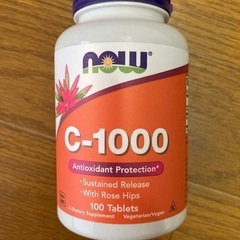 NOW
C-1000
Antioxidant Protection*
- Sustained Release
- With Rose Hips
100 Tablets
A Dietary Supplement Vegetarian/Vegan